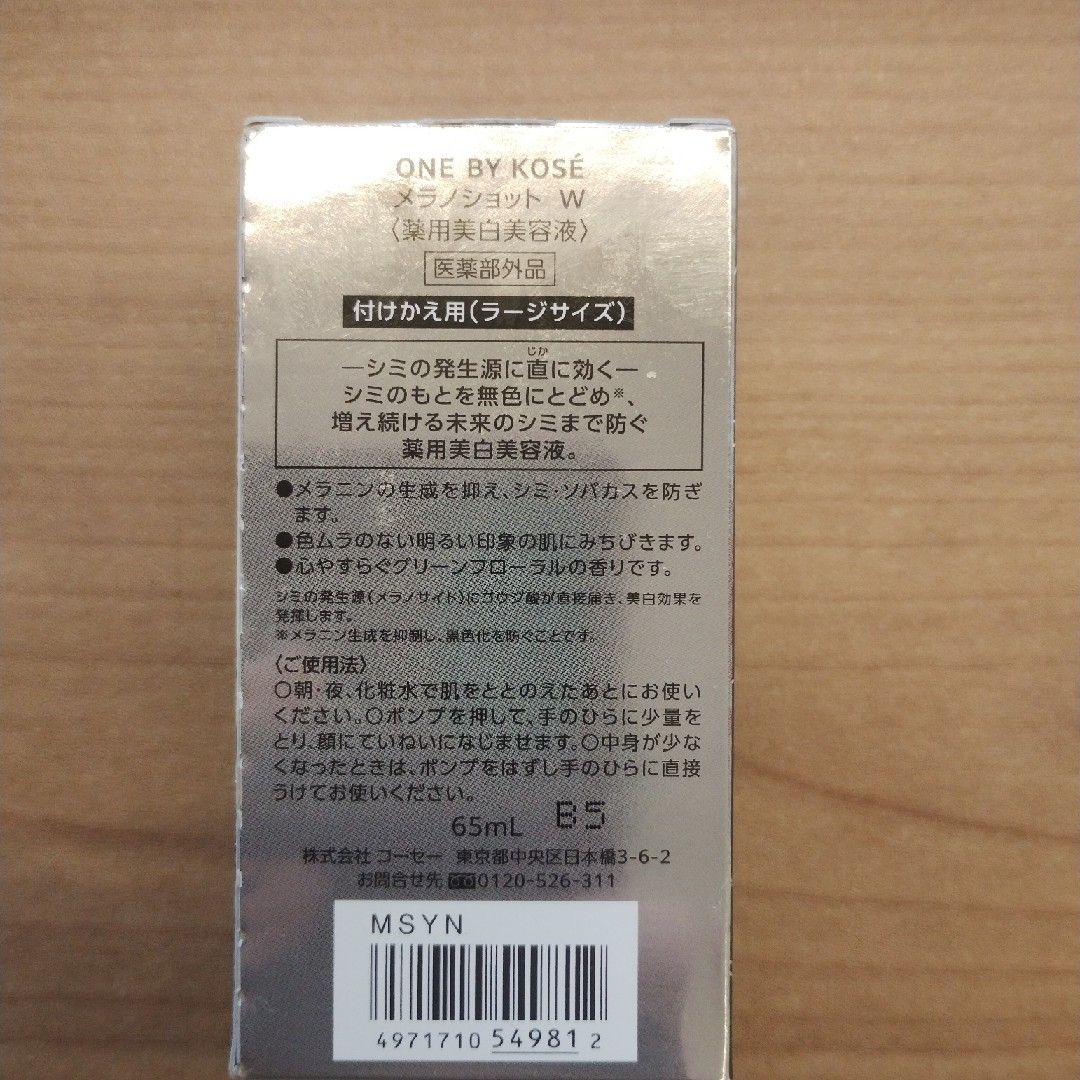 ONE BY KOSÉ
メラノショット W
〈薬用美白美容液〉
医薬部外品
付けかえ用(ラージサイズ)
じか
―シミの発生源に直に効く―
シミのもとを無色にとどめ※、
増え続ける未来のシミまで防ぐ
薬用美白美容液。
●メラニンの生成を抑え、シミ・ソバカスを防ぎ
ます。
●色ムラのない明るい印象の肌にみちびきます。
●心やすらぐグリーンフローラルの香りです。
シミの発生源(メラノサイト)にコウジ酸が直接届き、美白効果を
発揮します。
※メラニン生成を抑制し、黒色化を防ぐことです。
〈ご使用法〉
○朝・夜、化粧水で肌をととのえたあとにお使い
ください。○ポンプを押して、手のひらに少量を
とり、顔にていねいになじませます。○中身が少な
くなったときは、ポンプをはずし手のひらに直接
うけてお使いください。
65mL B5
株式会社 コーセー 東京都中央区日本橋3-6-2
お問合せ先 0120-526-311
MSYN
4971710 54981 2